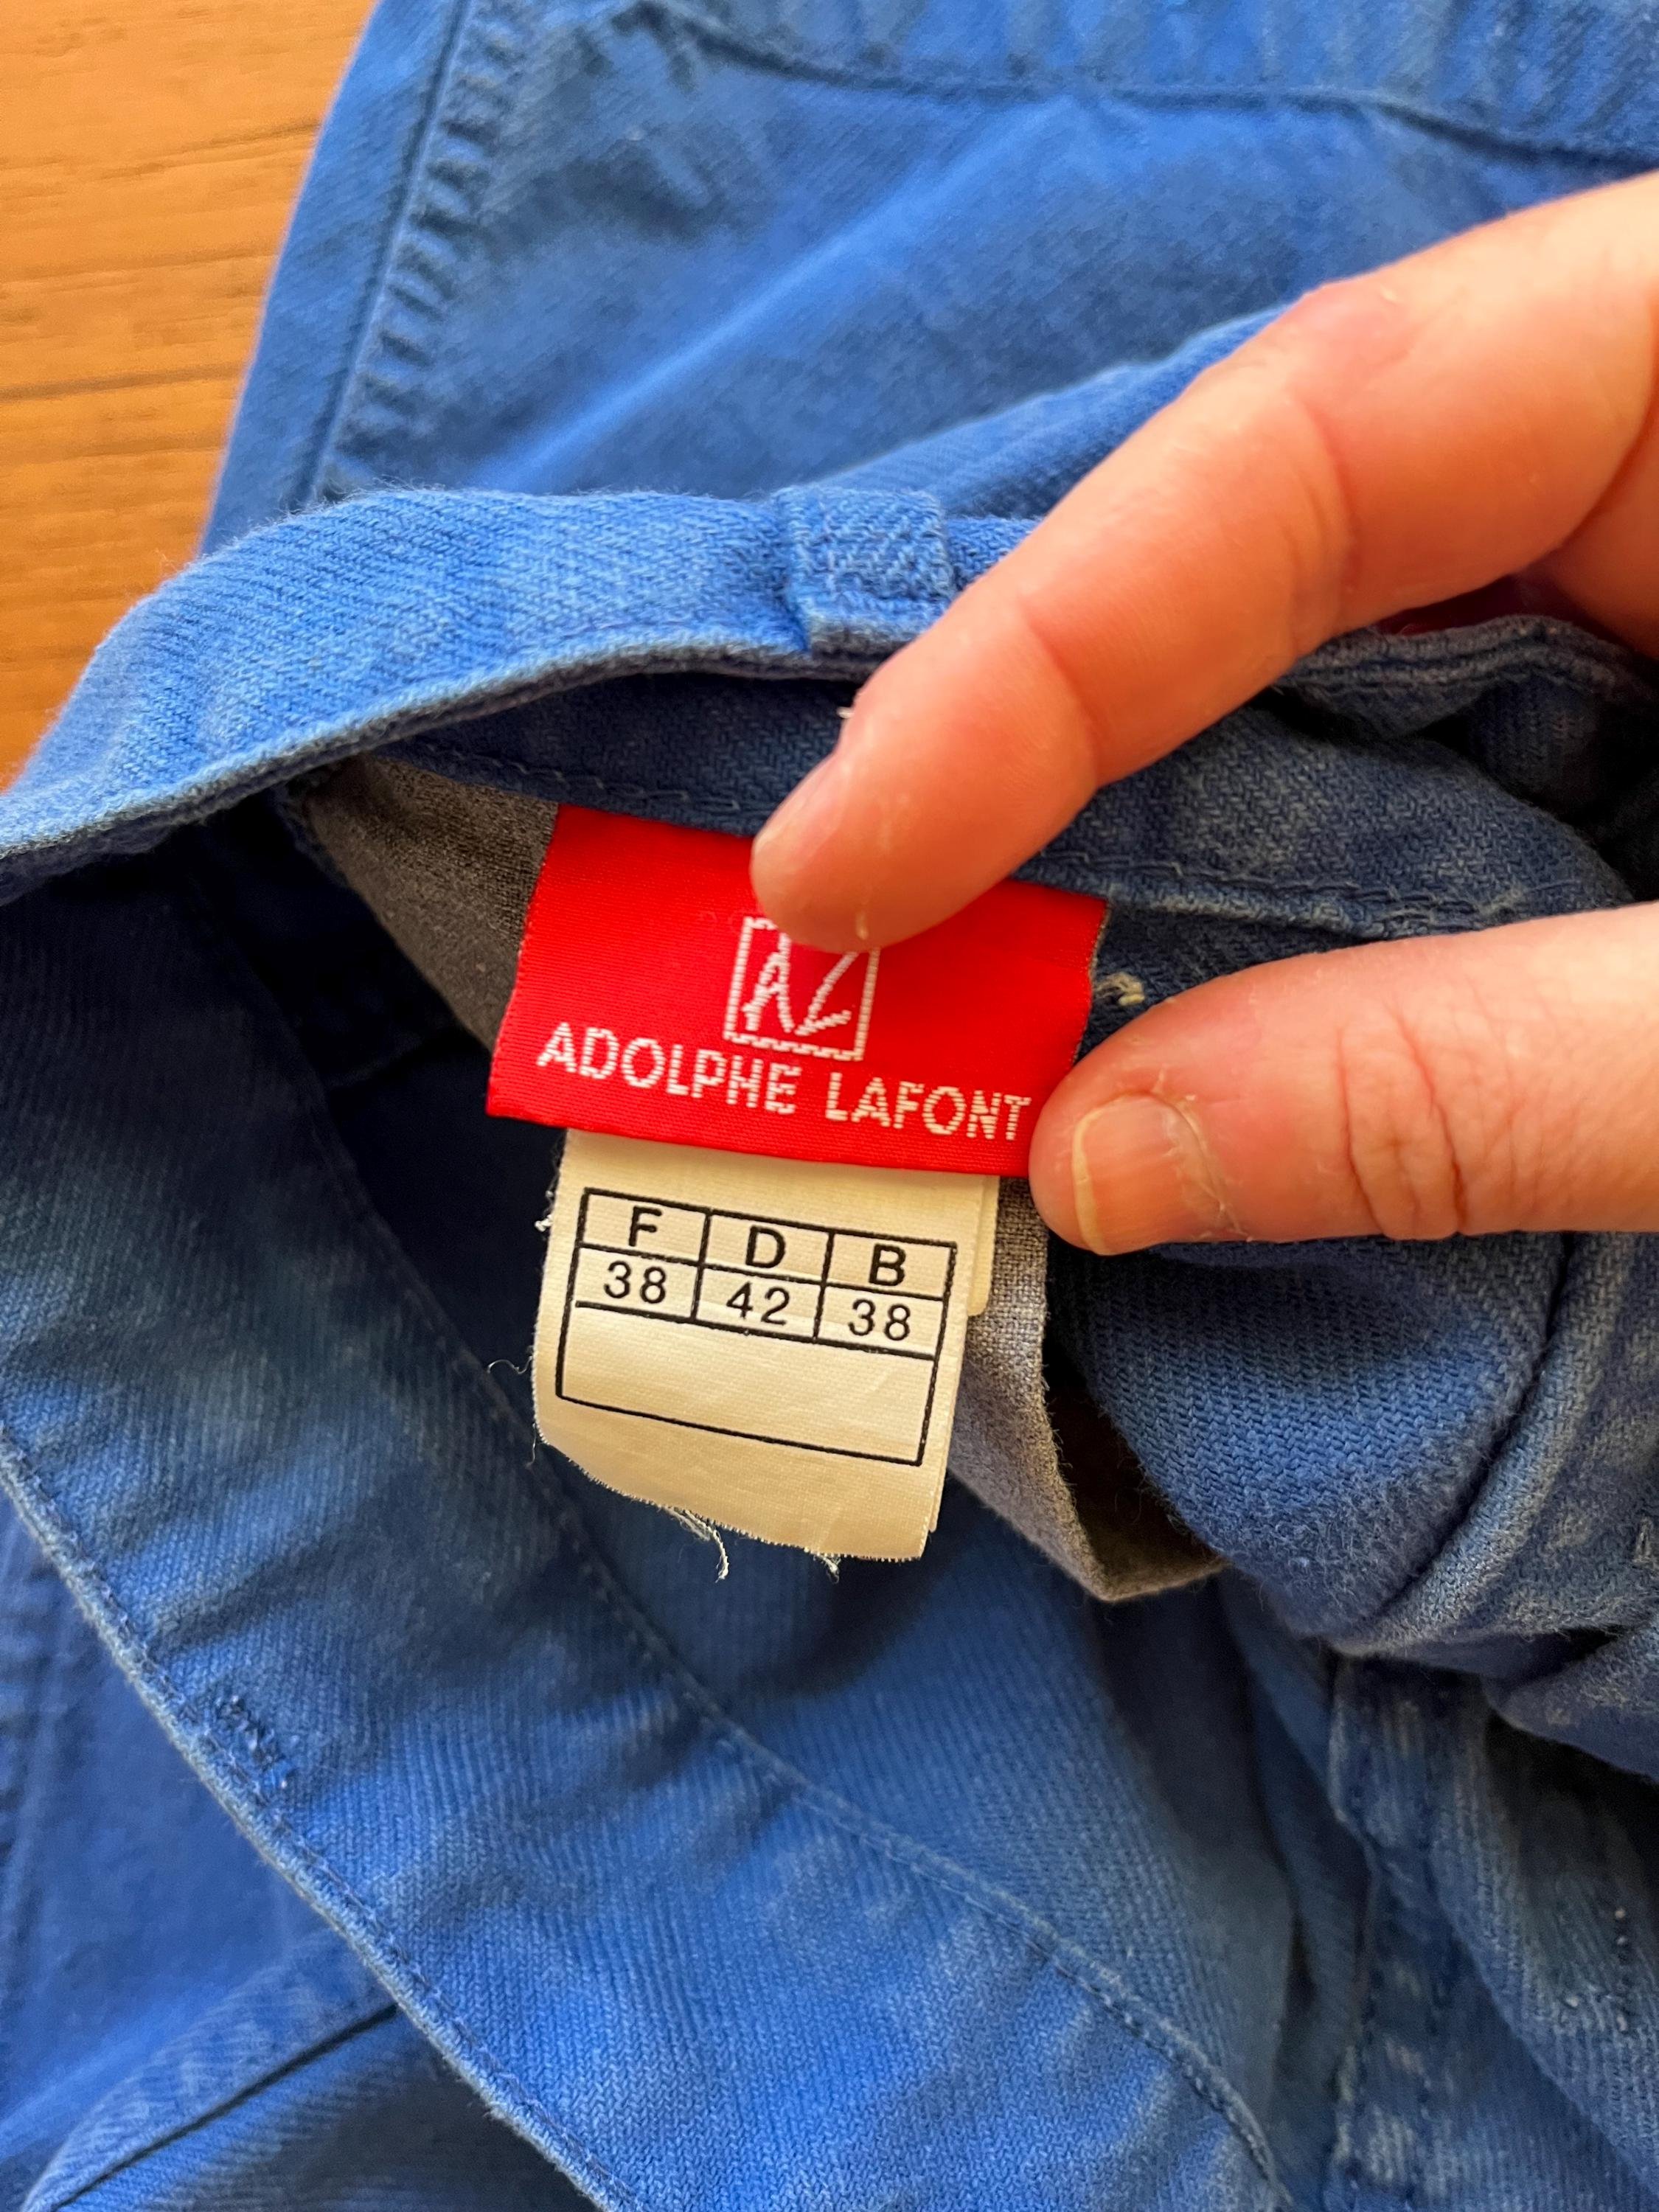 AL
ADOLPHE LAFONT
F D B
38 42 38